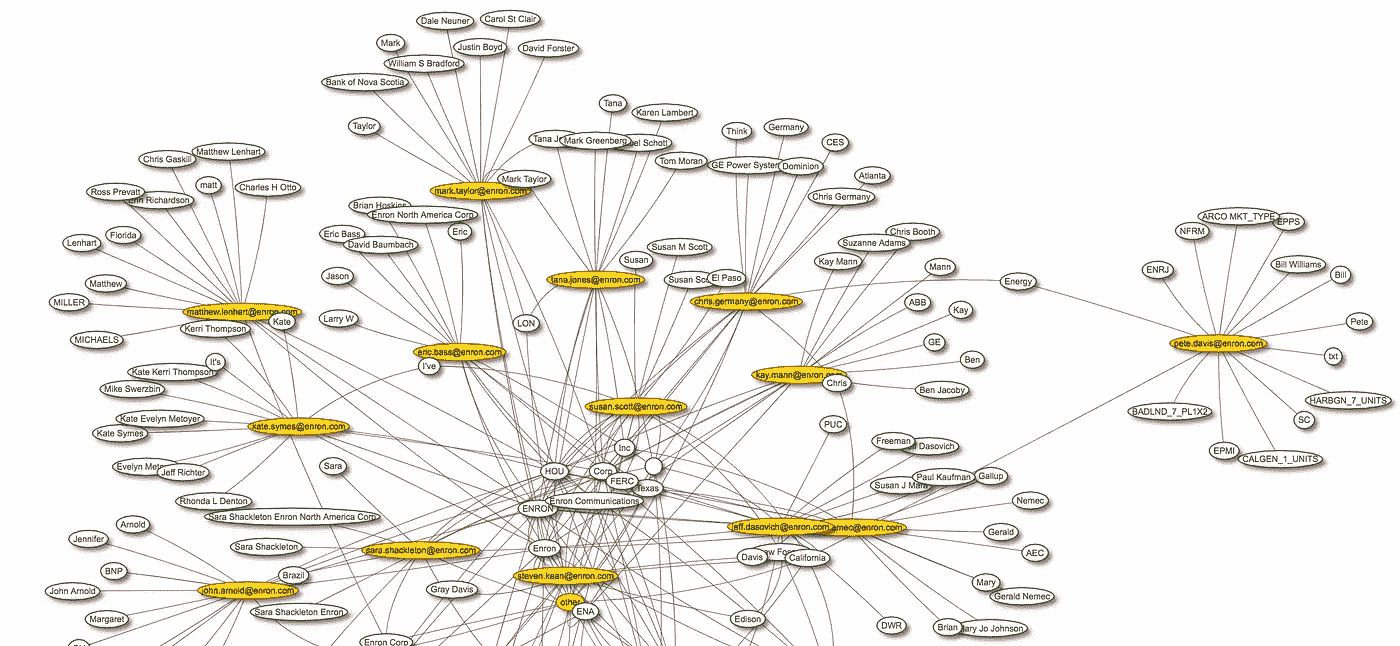 Dale Neuner
Carol St Clair
Mark
Justin Boyd
David Forster
William S Bradford
Bank of Nova Scotia
Tana
Karen Lambert
Taylor
Think
Germany
Tana
Mark Greenberg
Schott
CES
Chris Gaskill
Matthew Lenhart
Tom Moran
GE Power
Dominion
Atlanta
Mark Taylor
matt
Charles H Otto
mark.taylor@enron.com
Ross Prevatt
Richardson
Chris Germany
Brian Hoskins
Enron North America Corp
ARCO MKT_TYPE
EPPS
Eric Bass
Eric
NFRM
Chris Booth
Florida
Lenhart
David Baumbach
Susan M Scott
Suzanne Adams
Susan
Kay Mann
Mann
Bill Williams
ENRJ
Bill
Jason
tana.jones@enron.com
Susan
El Paso
Energy
Matthew
MILLER
chris.germany@enron.com
ABB
Kay
matthew.lenhart@enron.com
Kate
Larry W
LON
Pete
Kerri Thompson
MICHAELS
GE
pete.davis@enron.com
eric.bass@enron.com
txt
It's
I've
Ben
Kate Kerri Thompson
kay.mann@enron
Chris
Mike Swerzbin
Ben Jacoby
HARBGN_7_UNITS
susan.scott@enron.com
BADLND_7_PL1X2
Kate Evelyn Metoyer
SC
kate.symes@enron.com
PUC
Kate Symes
Freeman
Dasovich
Inc
EPMI
CALGEN_1_UNITS
Evelyn
Jeff Richter
Sara
HOU
Corp
FERC
Texas
Paul Kaufman
Gallup
Susan J
Rhonda L Denton
Enron Communications
ENRON
Nemec
Sara Shackleton Enron North America Corp
Arnold
jeff.dasovich@enron.com
@enron.com
Gerald
Jennifer
Sara Shackleton
sara.shackleton@enron.com
Enron
Davis
California
AEC
BNP
Brazil
steven.kean@enron.com
Mary
John Arnold
john.arnold@enron.com
Gray Davis
Gerald Nemec
other
ENA
Margaret
Sara Shackleton Enron
Edison
DWR
Brian
Jo Johnson
Enron Corp